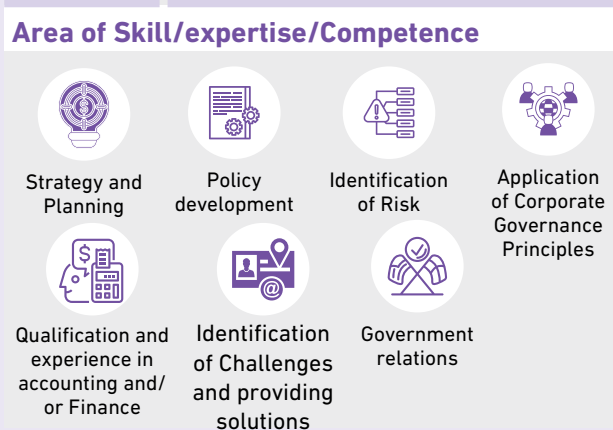 Area of Skill/expertise/Competence
Strategy and
Planning
Policy
development
Identification
of Risk
Application
of Corporate
Governance
Principles
Qualification and
experience in
accounting and/
or Finance
Identification
of Challenges
and providing
solutions
Government
relations